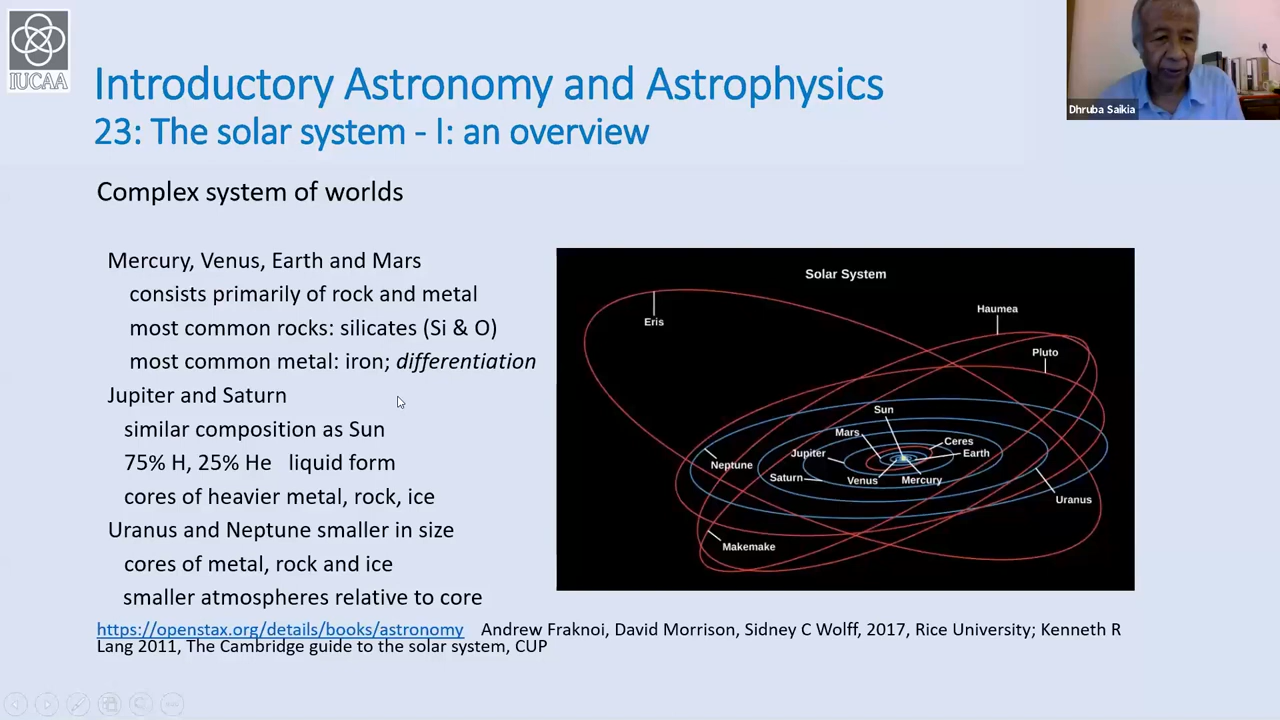 IUCAA
Introductory Astronomy and Astrophysics
23: The solar system - I: an overview
Dhruba Saikia
Complex system of worlds
Mercury, Venus, Earth and Mars
consists primarily of rock and metal
most common rocks: silicates (Si & O)
most common metal: iron; differentiation
Jupiter and Saturn
similar composition as Sun
75% H, 25% He liquid form
cores of heavier metal, rock, ice
Uranus and Neptune smaller in size
cores of metal, rock and ice
smaller atmospheres relative to core
Solar System
Eris
Haumea
Pluto
Sun
Mars
Ceres
Jupiter
Earth
Neptune
Saturn
Venus
Mercury
Uranus
Makemake
https://openstax.org/details/books/astronomy Andrew Fraknoi, David Morrison, Sidney C Wolff, 2017, Rice University; Kenneth R
Lang 2011, The Cambridge guide to the solar system, CUP